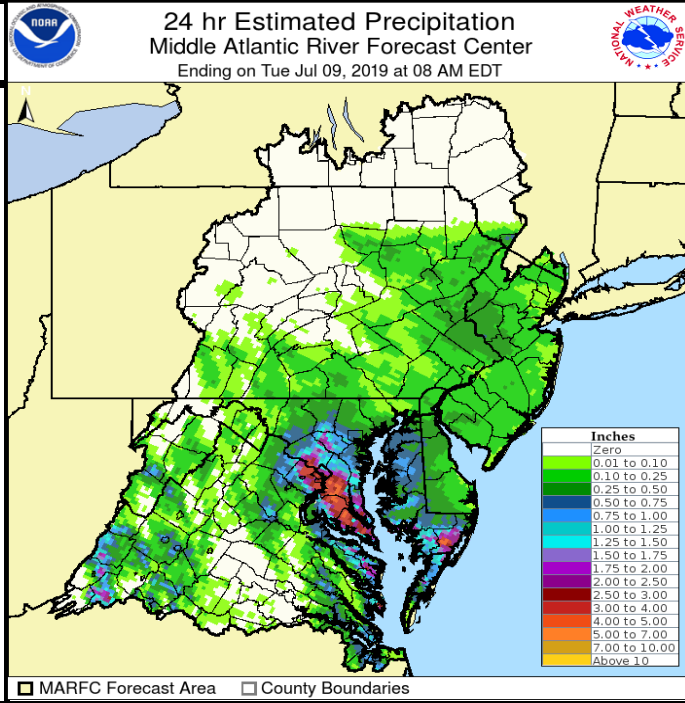 24 hr Estimated Precipitation
Middle Atlantic River Forecast Center
Ending on Tue Jul 09, 2019 at 08 AM EDT
NOAA
NATIONAL WEATHER SERVICE
N
Inches
Zero
0.01 to 0.10
0.10 to 0.25
0.25 to 0.50
0.50 to 0.75
0.75 to 1.00
1.00 to 1.25
1.25 to 1.50
1.50 to 1.75
1.75 to 2.00
2.00 to 2.50
2.50 to 3.00
3.00 to 4.00
4.00 to 5.00
5.00 to 7.00
7.00 to 10.00
Above 10
MARFC Forecast Area
County Boundaries